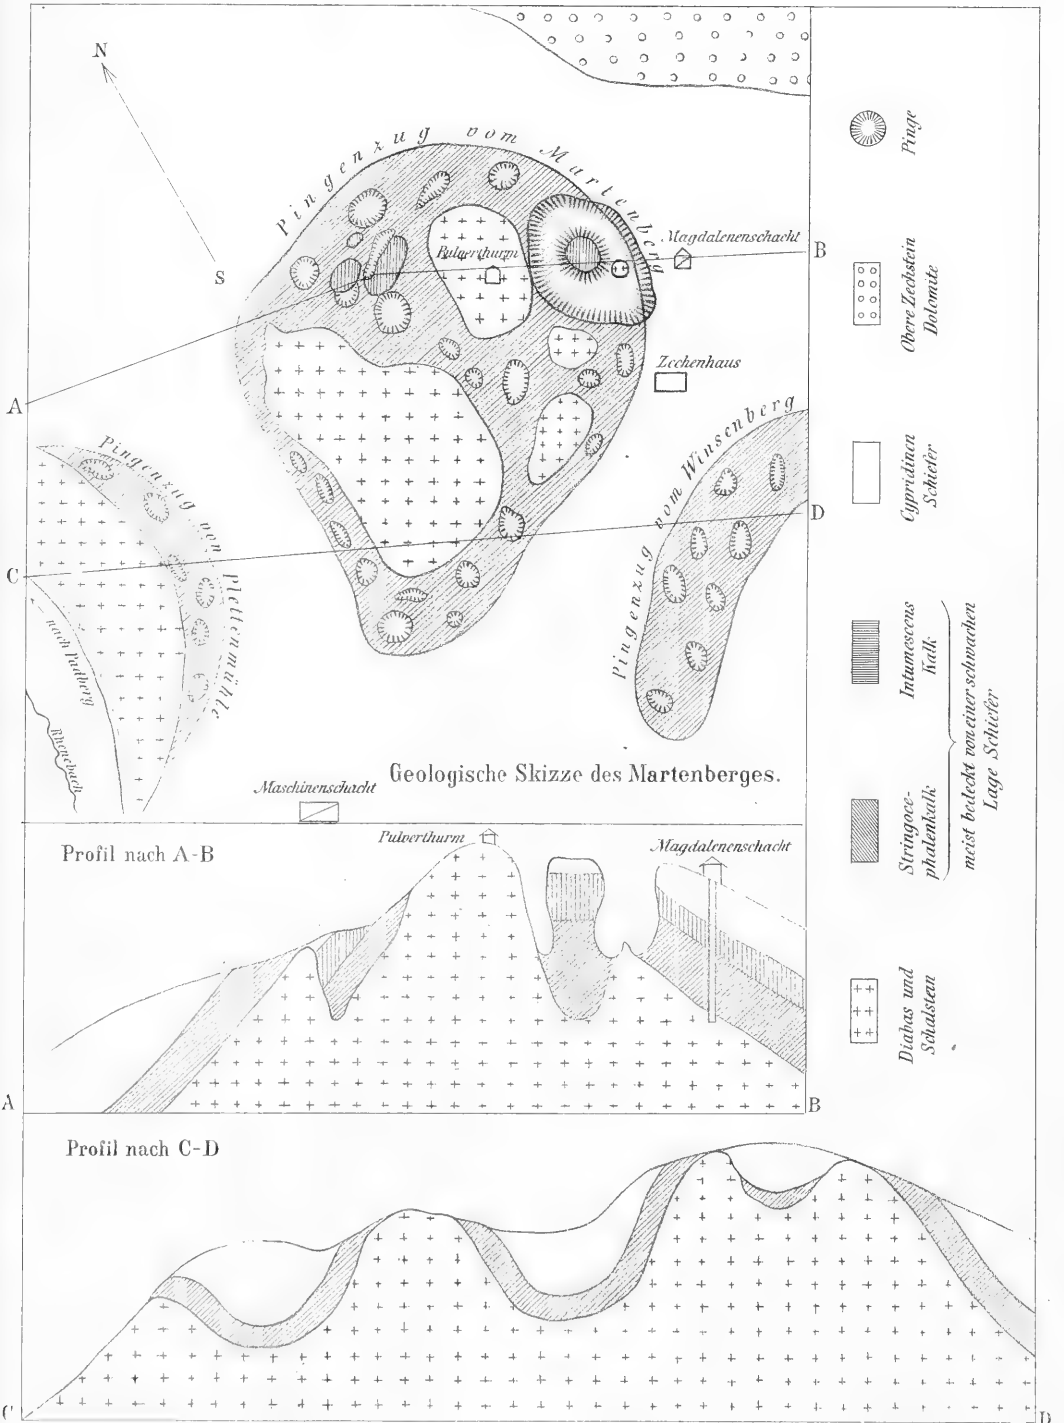 N
S
Pingenzug vom Martenberg
Pulverthurm
Magdalenenschacht
B
Zechenhaus
A
Pingenzug von Plettenmühle
Pingenzug vom Winsenberg
D
C
nach Padberg
Rhenebach
Geologische Skizze des Martenberges.
Maschinenschacht
Profil nach A-B
Pulverthurm
Magdalenenschacht
A
B
Profil nach C-D
C
D
Pinge
Obere Zechstein
Dolomite
Cypridinen
Schiefer
Intumescens
Kalk
Stringoce-
phalenkalk
meist bedeckt von einer schwachen
Lage Schiefer
Diabas und
Schalstein